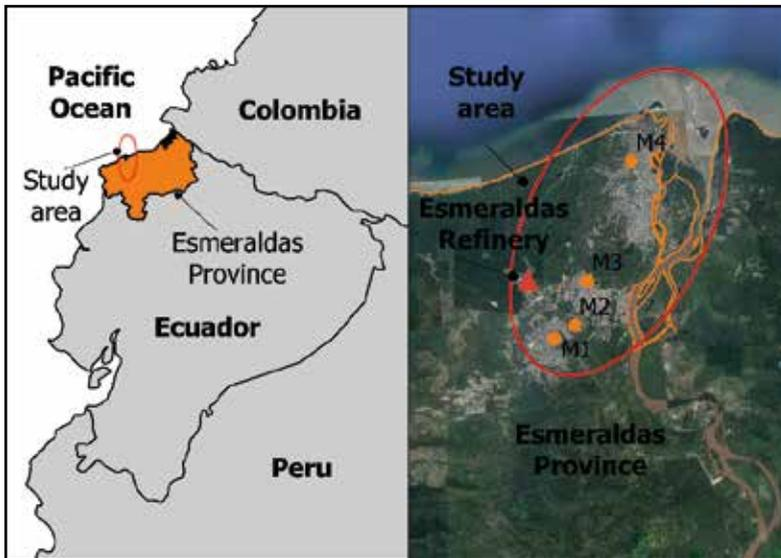 Pacific
Ocean
Colombia
Study
area
Esmeraldas
Province
Ecuador
Peru
Study
area
M4
Esmeraldas
Refinery
M3
M2
M1
Esmeraldas
Province